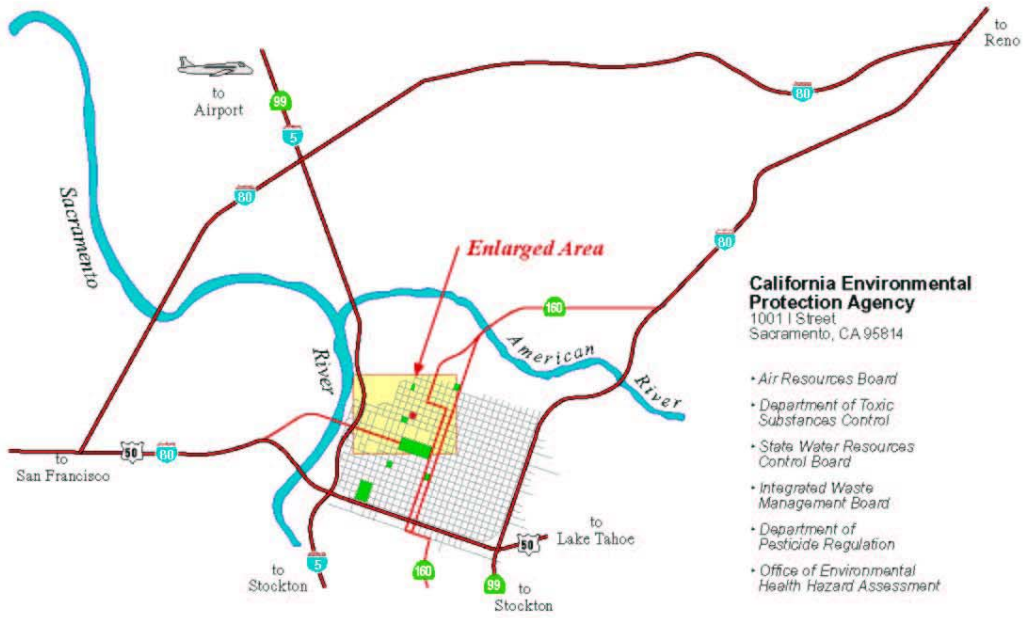 to
Reno
to
Airport
99
5
80
80
80
Sacramento
River
Enlarged Area
160
American
River
California Environmental
Protection Agency
1001 I Street
Sacramento, CA 95814
• Air Resources Board
• Department of Toxic
Substances Control
• State Water Resources
Control Board
• Integrated Waste
Management Board
• Department of
Pesticide Regulation
• Office of Environmental
Health Hazard Assessment
50
80
to
San Francisco
to
Lake Tahoe
50
to
Stockton
5
160
99
to
Stockton